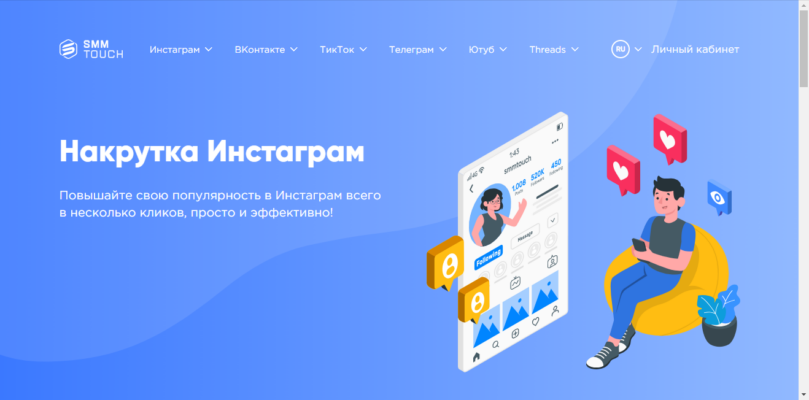 SMM
TOUCH
Инстаграм
ВКонтакте
ТикТок
Телеграм
Ютуб
Threads
RU
Личный кабинет
Накрутка Инстаграм
Повышайте свою популярность в Инстаграм всего
в несколько кликов, просто и эффективно!
4G
1:43
smmtouch
1.008
Posts
520K
Followers
450
Following
Following
Message